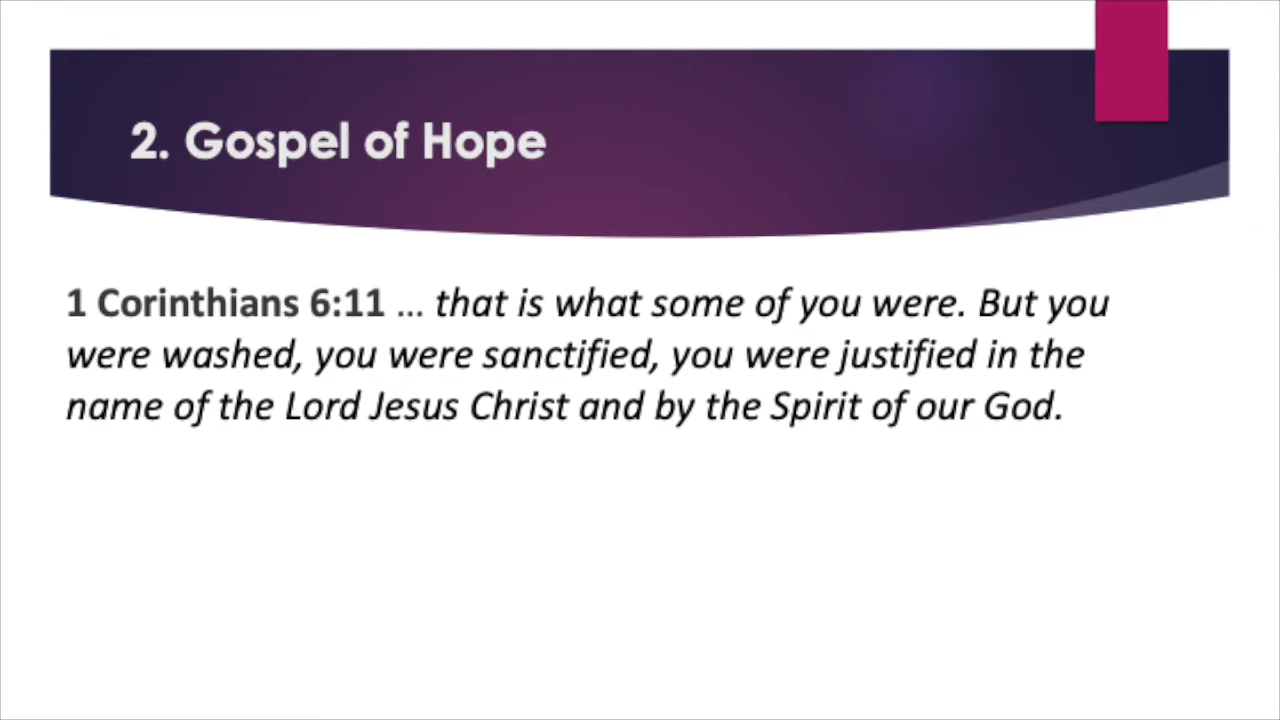 2. Gospel of Hope
1 Corinthians 6:11 ... that is what some of you were. But you
were washed, you were sanctified, you were justified in the
name of the Lord Jesus Christ and by the Spirit of our God.